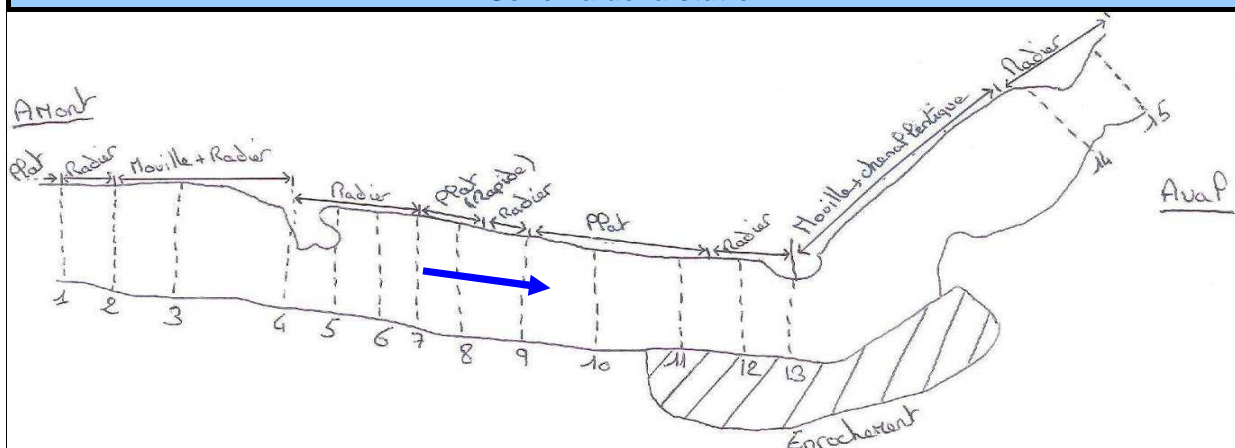 Amont
Plat
Radier
Mouille + Radier
Radier
Plat (Rapide)
Radier
Plat
Radier
Mouille + chenal lentique
Radier
Aval
1
2
3
4
5
6
7
8
9
10
11
12
13
14
15
Enrochement